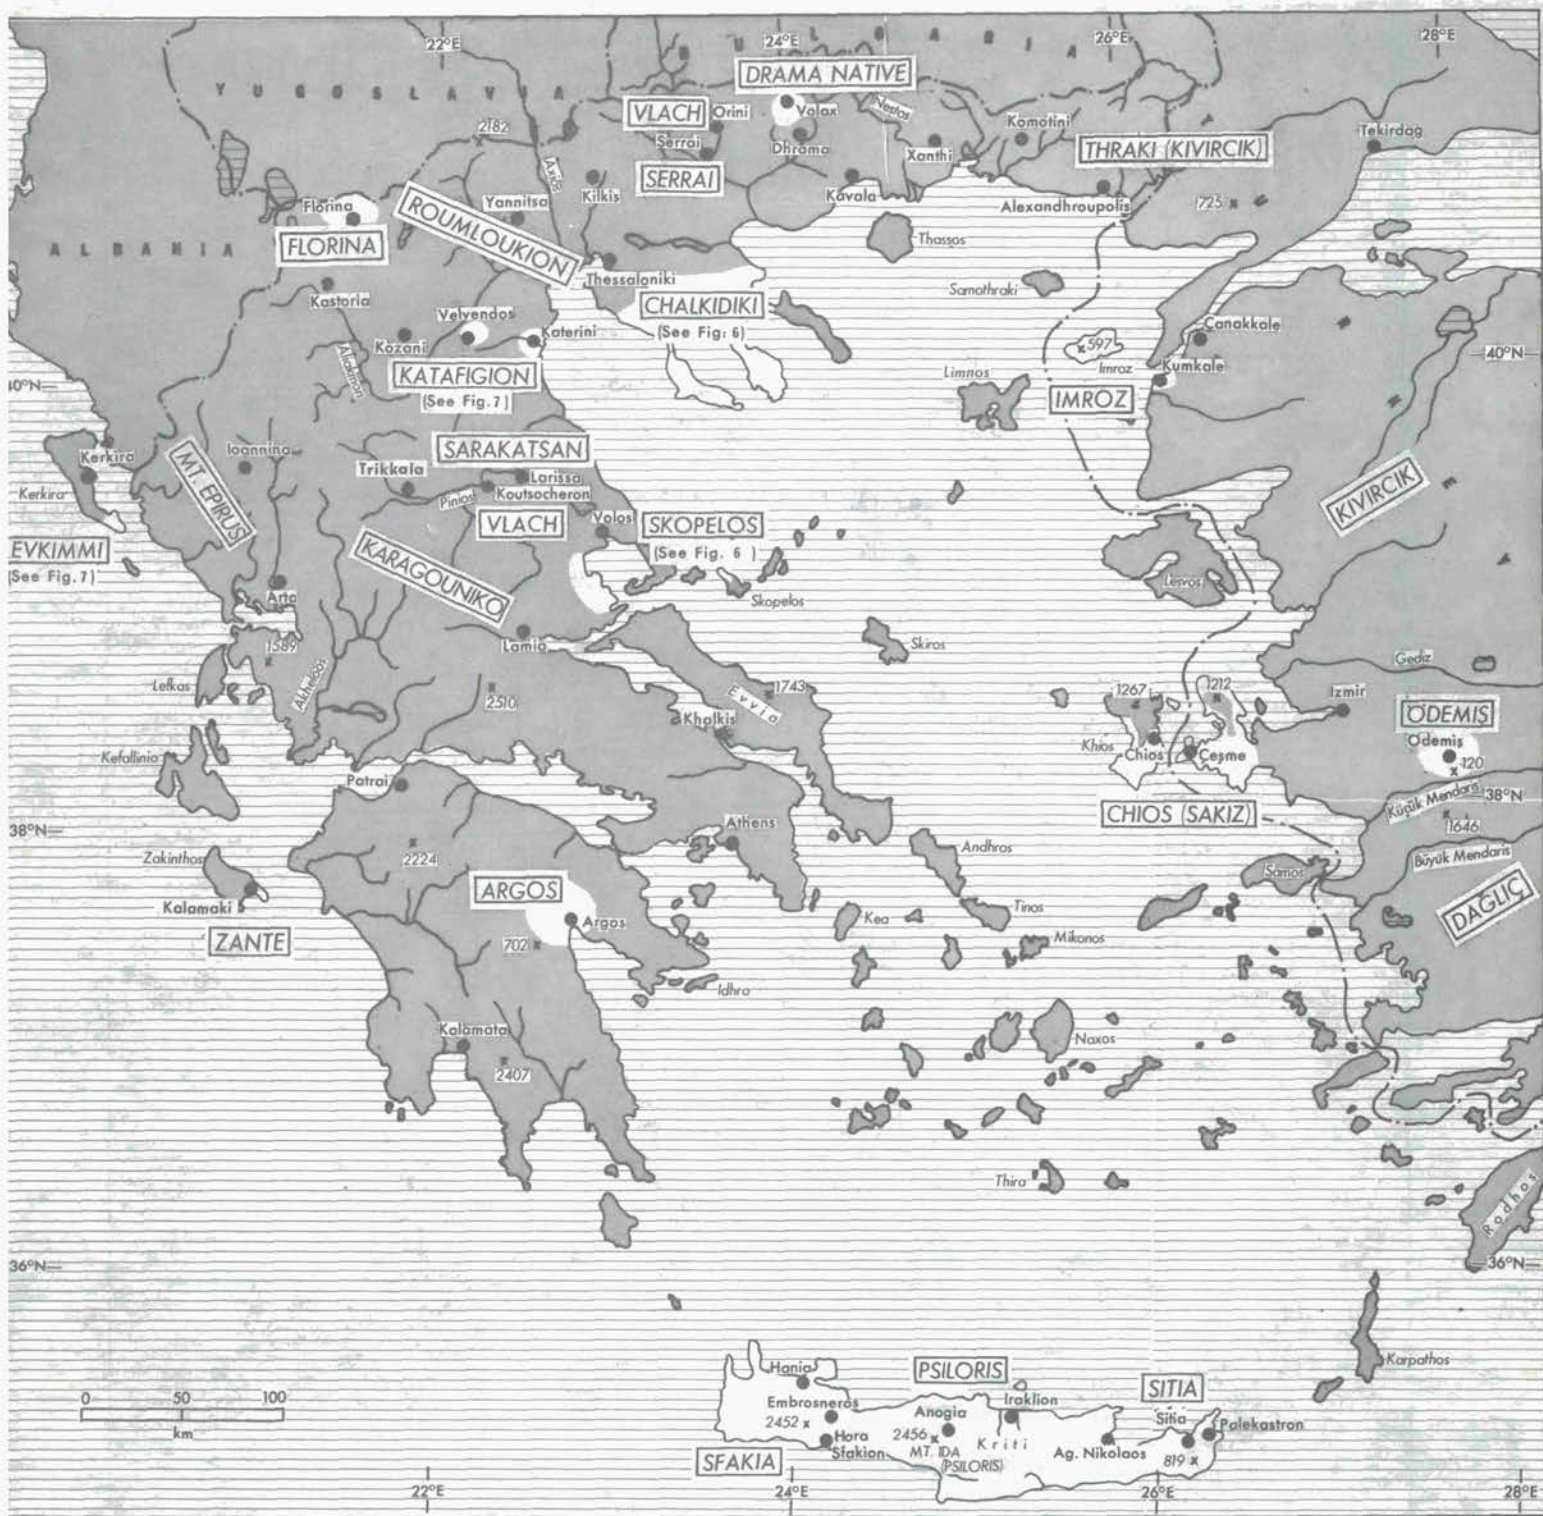 22°E
24°E
26°E
28°E
BULGARIA
YUGOSLAVIA
DRAMA NATIVE
VLACH
Orini
Volax
Nestos
Komotini
Tekirdag
2182
Serrai
Dhrama
Xanthi
THRAKI (KIVIRCIK)
Axios
SERRAI
Kilkis
Kavala
Alexandhroupolis
725
Florina
Yannitsa
ROUMLOUKION
FLORINA
ALBANIA
Thassos
Thessaloniki
Kastoria
CHALKIDIKI
(See Fig: 6)
Samothraki
Velvendos
Katerini
Çanakkale
Kozani
Aliakmon
597
Imroz
KATAFIGION
(See Fig. 7)
Limnos
Kumkale
IMROZ
40°N
40°N
TURKEY
Kerkira
Kerkira
MT. EPIRUS
Ioannina
SARAKATSAN
Trikkala
Larissa
Pinios
Koutsocheron
KIVIRCIK
VLACH
Volos
SKOPELOS
(See Fig. 6 )
EVKIMMI
(See Fig. 7)
KARAGOUNIKO
Lesvos
Arta
Skopelos
Lamia
Skiros
1589
Akheloos
Gediz
Lefkas
2510
1743
Evvia
1267
1212
Izmir
Khalkis
ÖDEMIŞ
Kefallinia
Khios
Chios
Çeşme
Odemiş
120
Patrai
Küçük Mendaris
38°N
CHIOS (SAKIZ)
1646
38°N
Athens
Büyük Mendaris
Zakinthos
2224
Andhros
Samos
Kalamaki
ARGOS
DAĞLIÇ
Argos
Kea
Tinos
ZANTE
702
Mikonos
Idhra
Kalamata
Naxos
2407
Thira
Rodhos
36°N
36°N
Karpathos
Hania
PSILORIS
SITIA
0 50 100
km
Embrosneros
Iraklion
2452
Anogia
Sitia
Palekastron
Hora
Sfakion
2456
MT. IDA
(PSILORIS)
Kriti
Ag. Nikolaos
819
SFAKIA
22°E
24°E
26°E
28°E